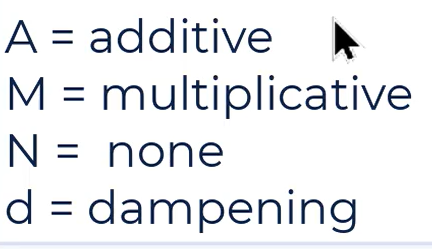 A = additive
M = multiplicative
N = none
d = dampening